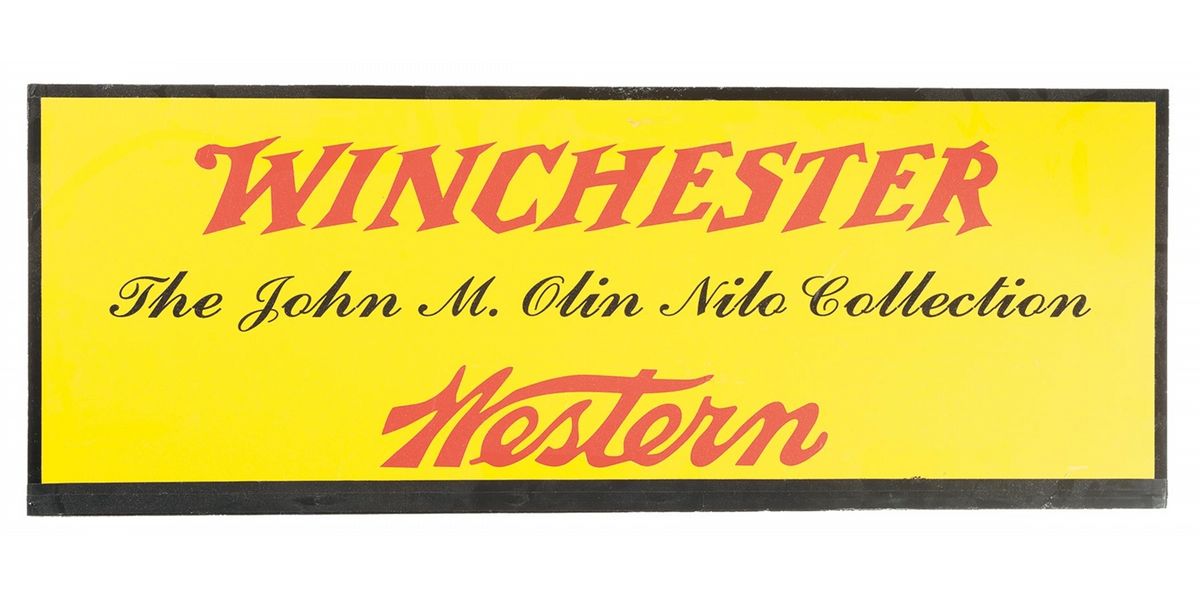 WINCHESTER
The John M. Olin Nilo Collection
Western